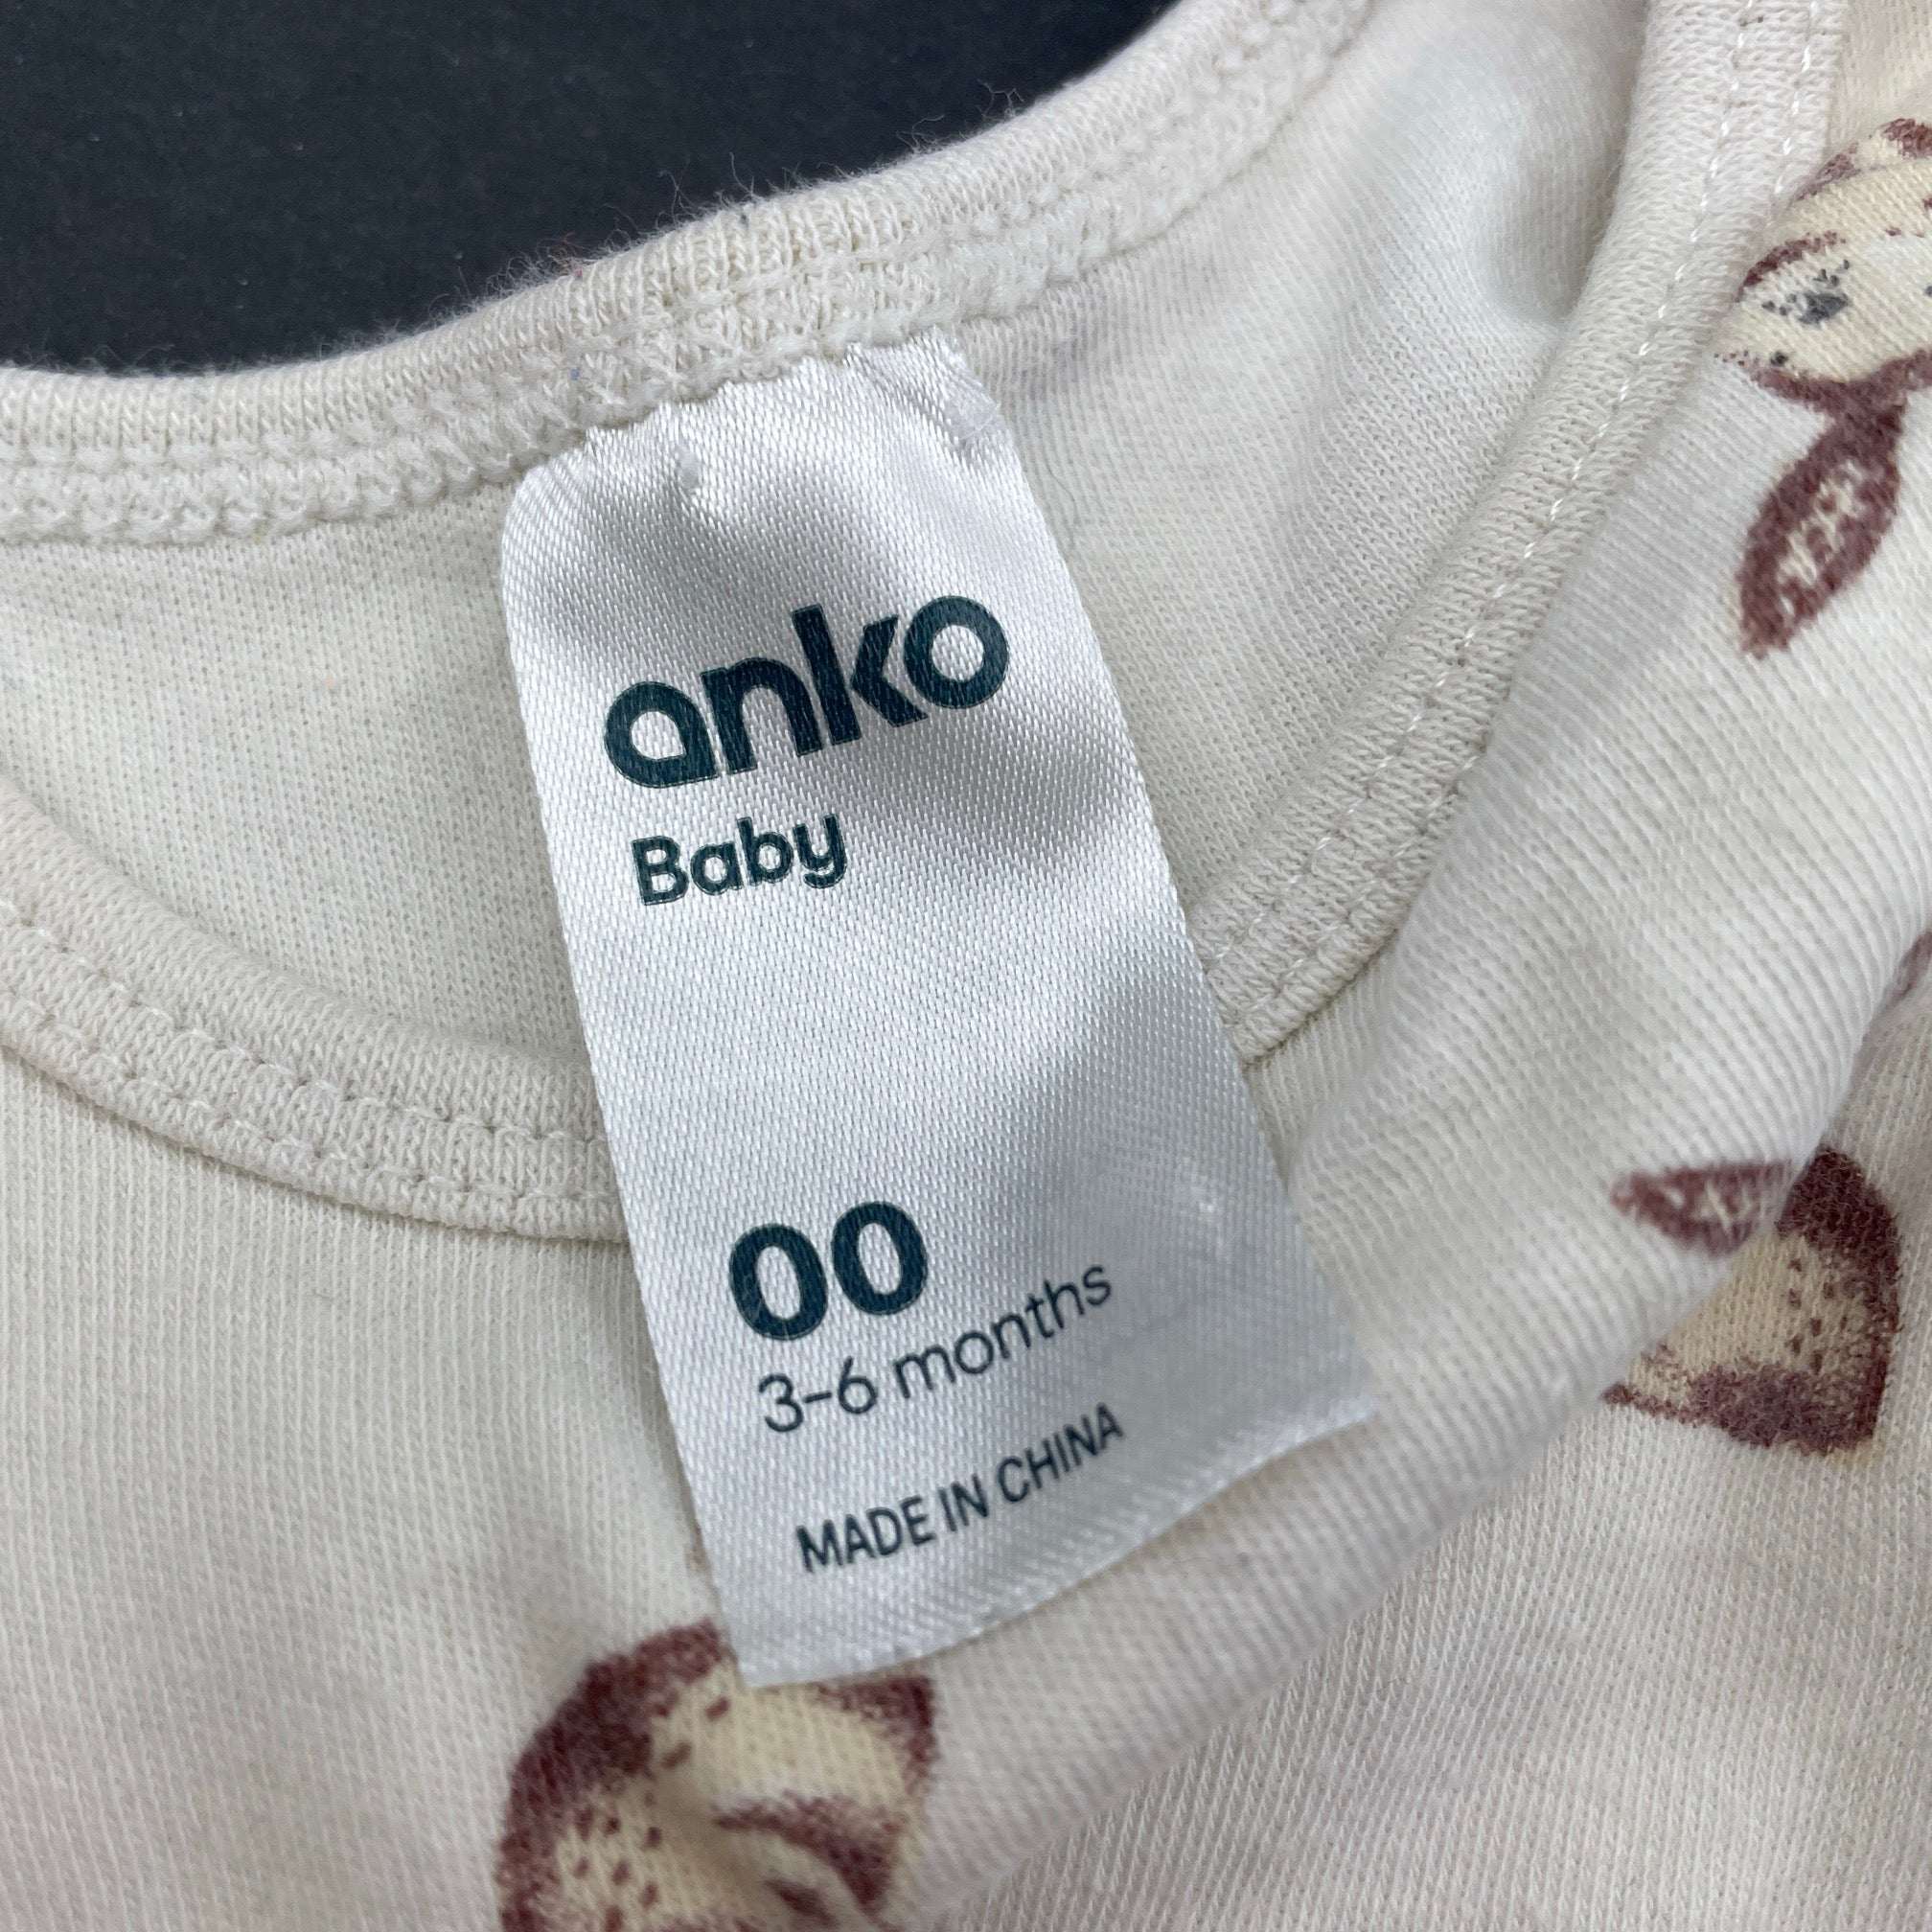 anko
Baby
00
3-6 months
MADE IN CHINA